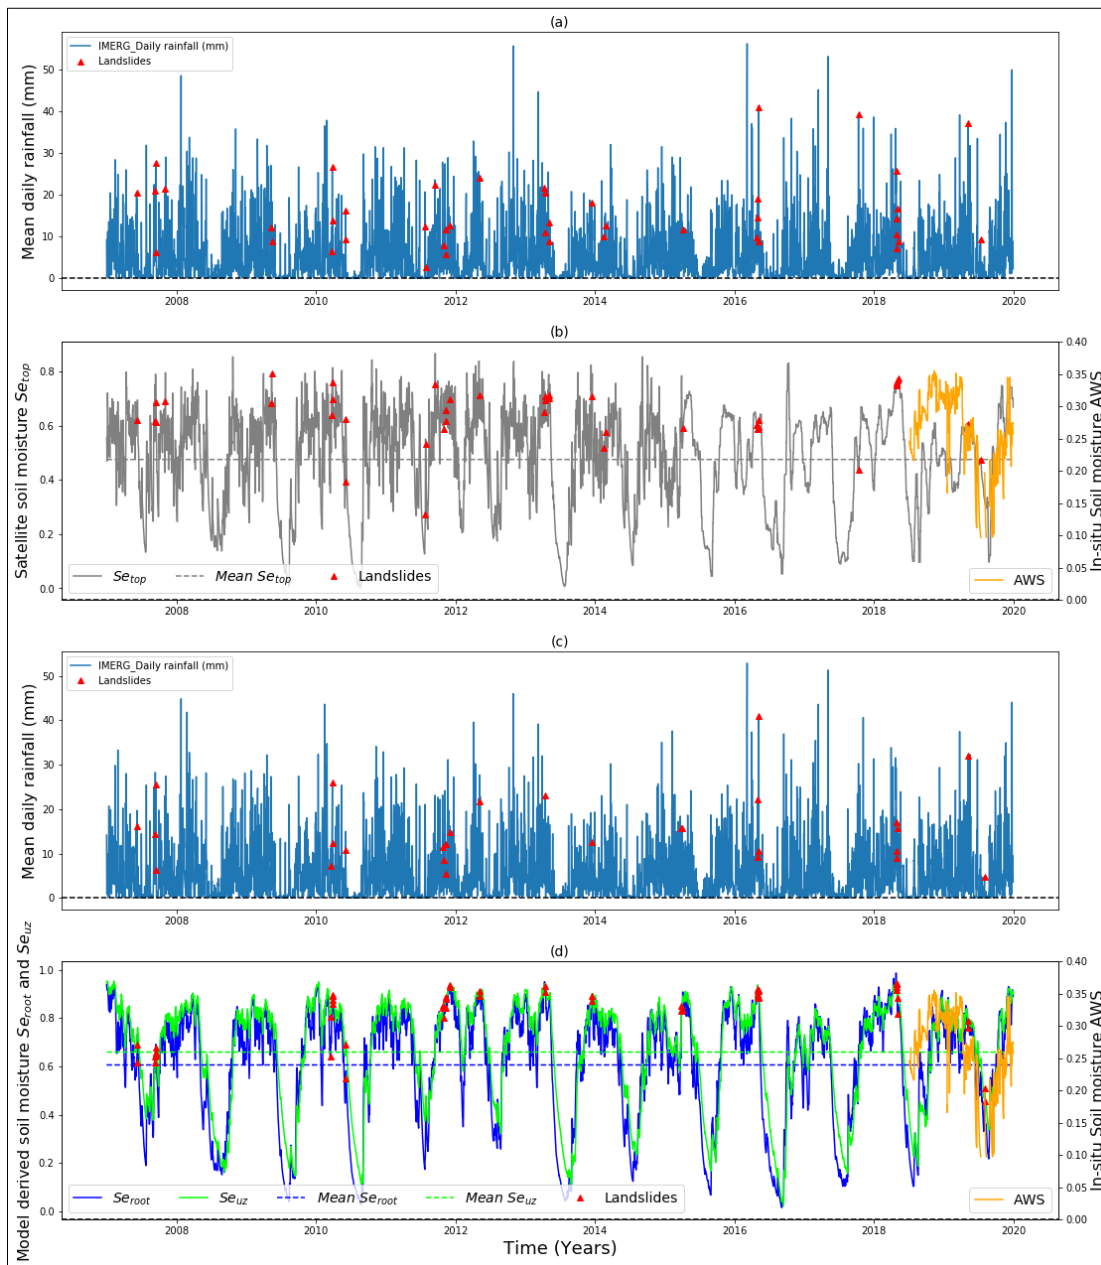 (a)
IMERG_Daily rainfall (mm)
Landslides
Mean daily rainfall (mm)
50
40
30
20
10
0
2008 2010 2012 2014 2016 2018 2020
(b)
Satellite soil moisture Se_top
0.8
0.6
0.4
0.2
0.0
0.40
0.35
0.30
0.25
0.20
0.15
0.10
0.05
0.00
In-situ Soil moisture AWS
Se_top Mean Se_top Landslides
AWS
2008 2010 2012 2014 2016 2018 2020
(c)
IMERG_Daily rainfall (mm)
Landslides
Mean daily rainfall (mm)
50
40
30
20
10
0
2008 2010 2012 2014 2016 2018 2020
(d)
Model derived soil moisture Se_root and Se_uz
1.0
0.8
0.6
0.4
0.2
0.0
0.40
0.35
0.30
0.25
0.20
0.15
0.10
0.05
0.00
In-situ Soil moisture AWS
Se_root Se_uz Mean Se_root Mean Se_uz Landslides
AWS
2008 2010 2012 2014 2016 2018 2020
Time (Years)